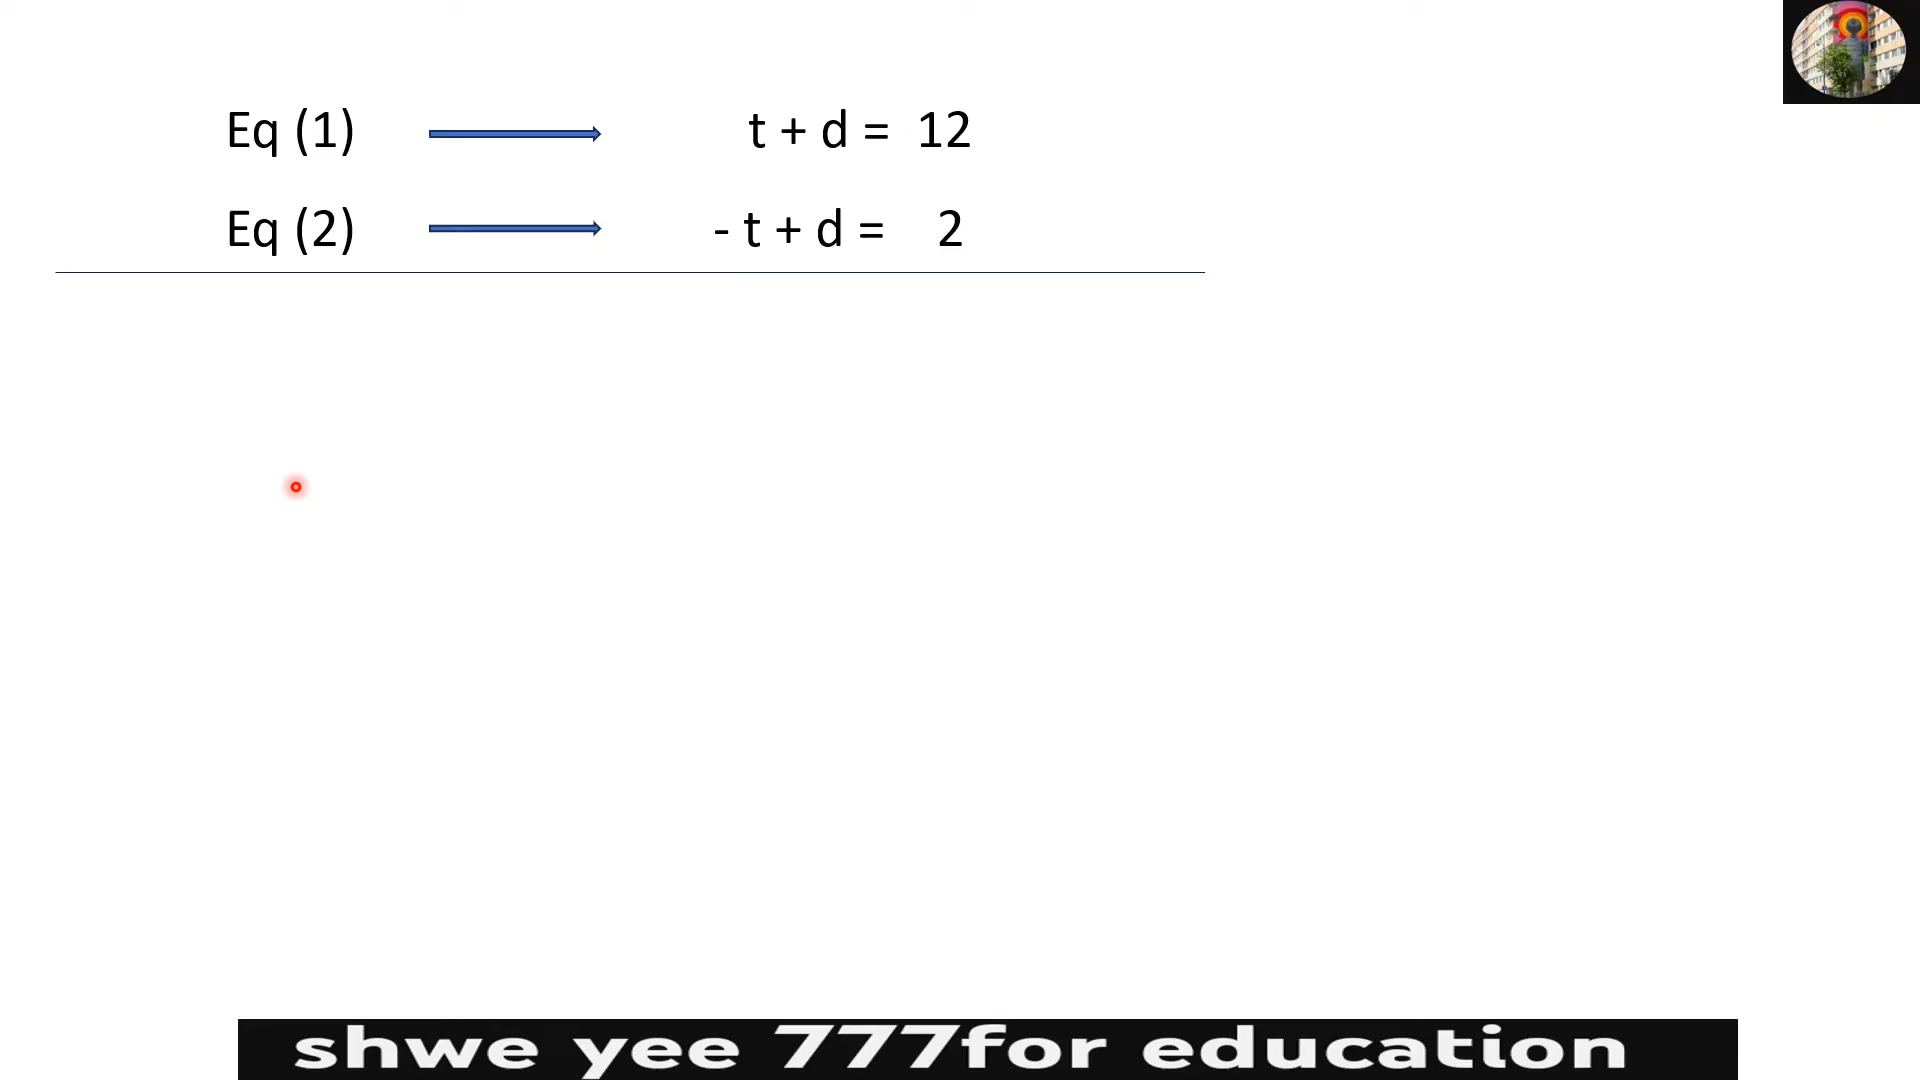 Eq (1) t + d = 12
Eq (2) - t + d = 2
shwe yee 777for education